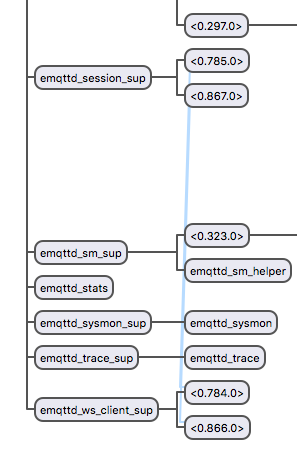 <0.297.0>
<0.785.0>
emqttd_session_sup
<0.867.0>
<0.323.0>
emqttd_sm_sup
emqttd_sm_helper
emqttd_stats
emqttd_sysmon_sup emqttd_sysmon
emqttd_trace_sup emqttd_trace
<0.784.0>
emqttd_ws_client_sup
<0.866.0>